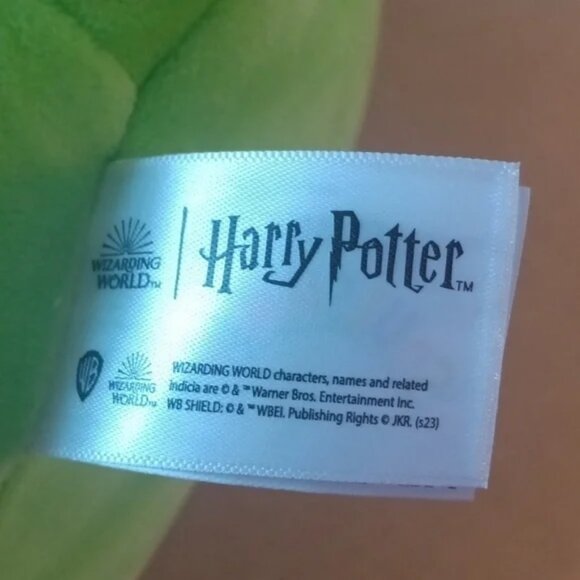 WIZARDING
WORLD™
Harry Potter™
WB
WIZARDING
WORLD™
WIZARDING WORLD characters, names and related
indicia are © & ™ Warner Bros. Entertainment Inc.
WB SHIELD: © & ™ WBEI. Publishing Rights © JKR. (s23)